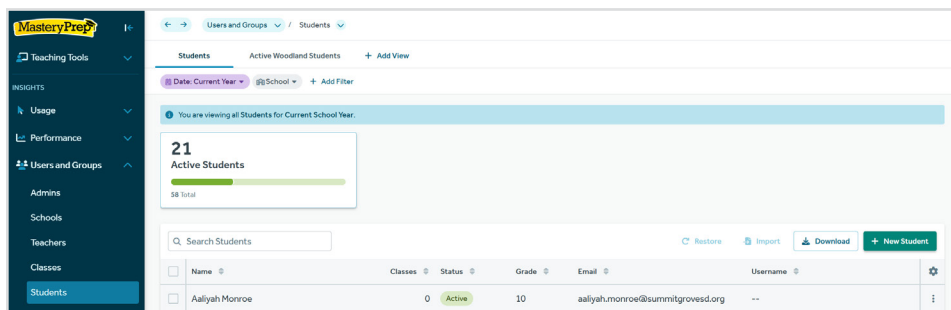 MasteryPrep
Users and Groups / Students
Teaching Tools
Students Active Woodland Students + Add View
Date: Current Year School + Add Filter
INSIGHTS
Usage
You are viewing all Students for Current School Year.
Performance
21
Active Students
Users and Groups
58 Total
Admins
Schools
Teachers
Search Students Restore Import Download + New Student
Classes
Name Classes Status Grade Email Username
Students
Aaliyah Monroe 0 Active 10 aaliyah.monroe@summitgrovesd.org --